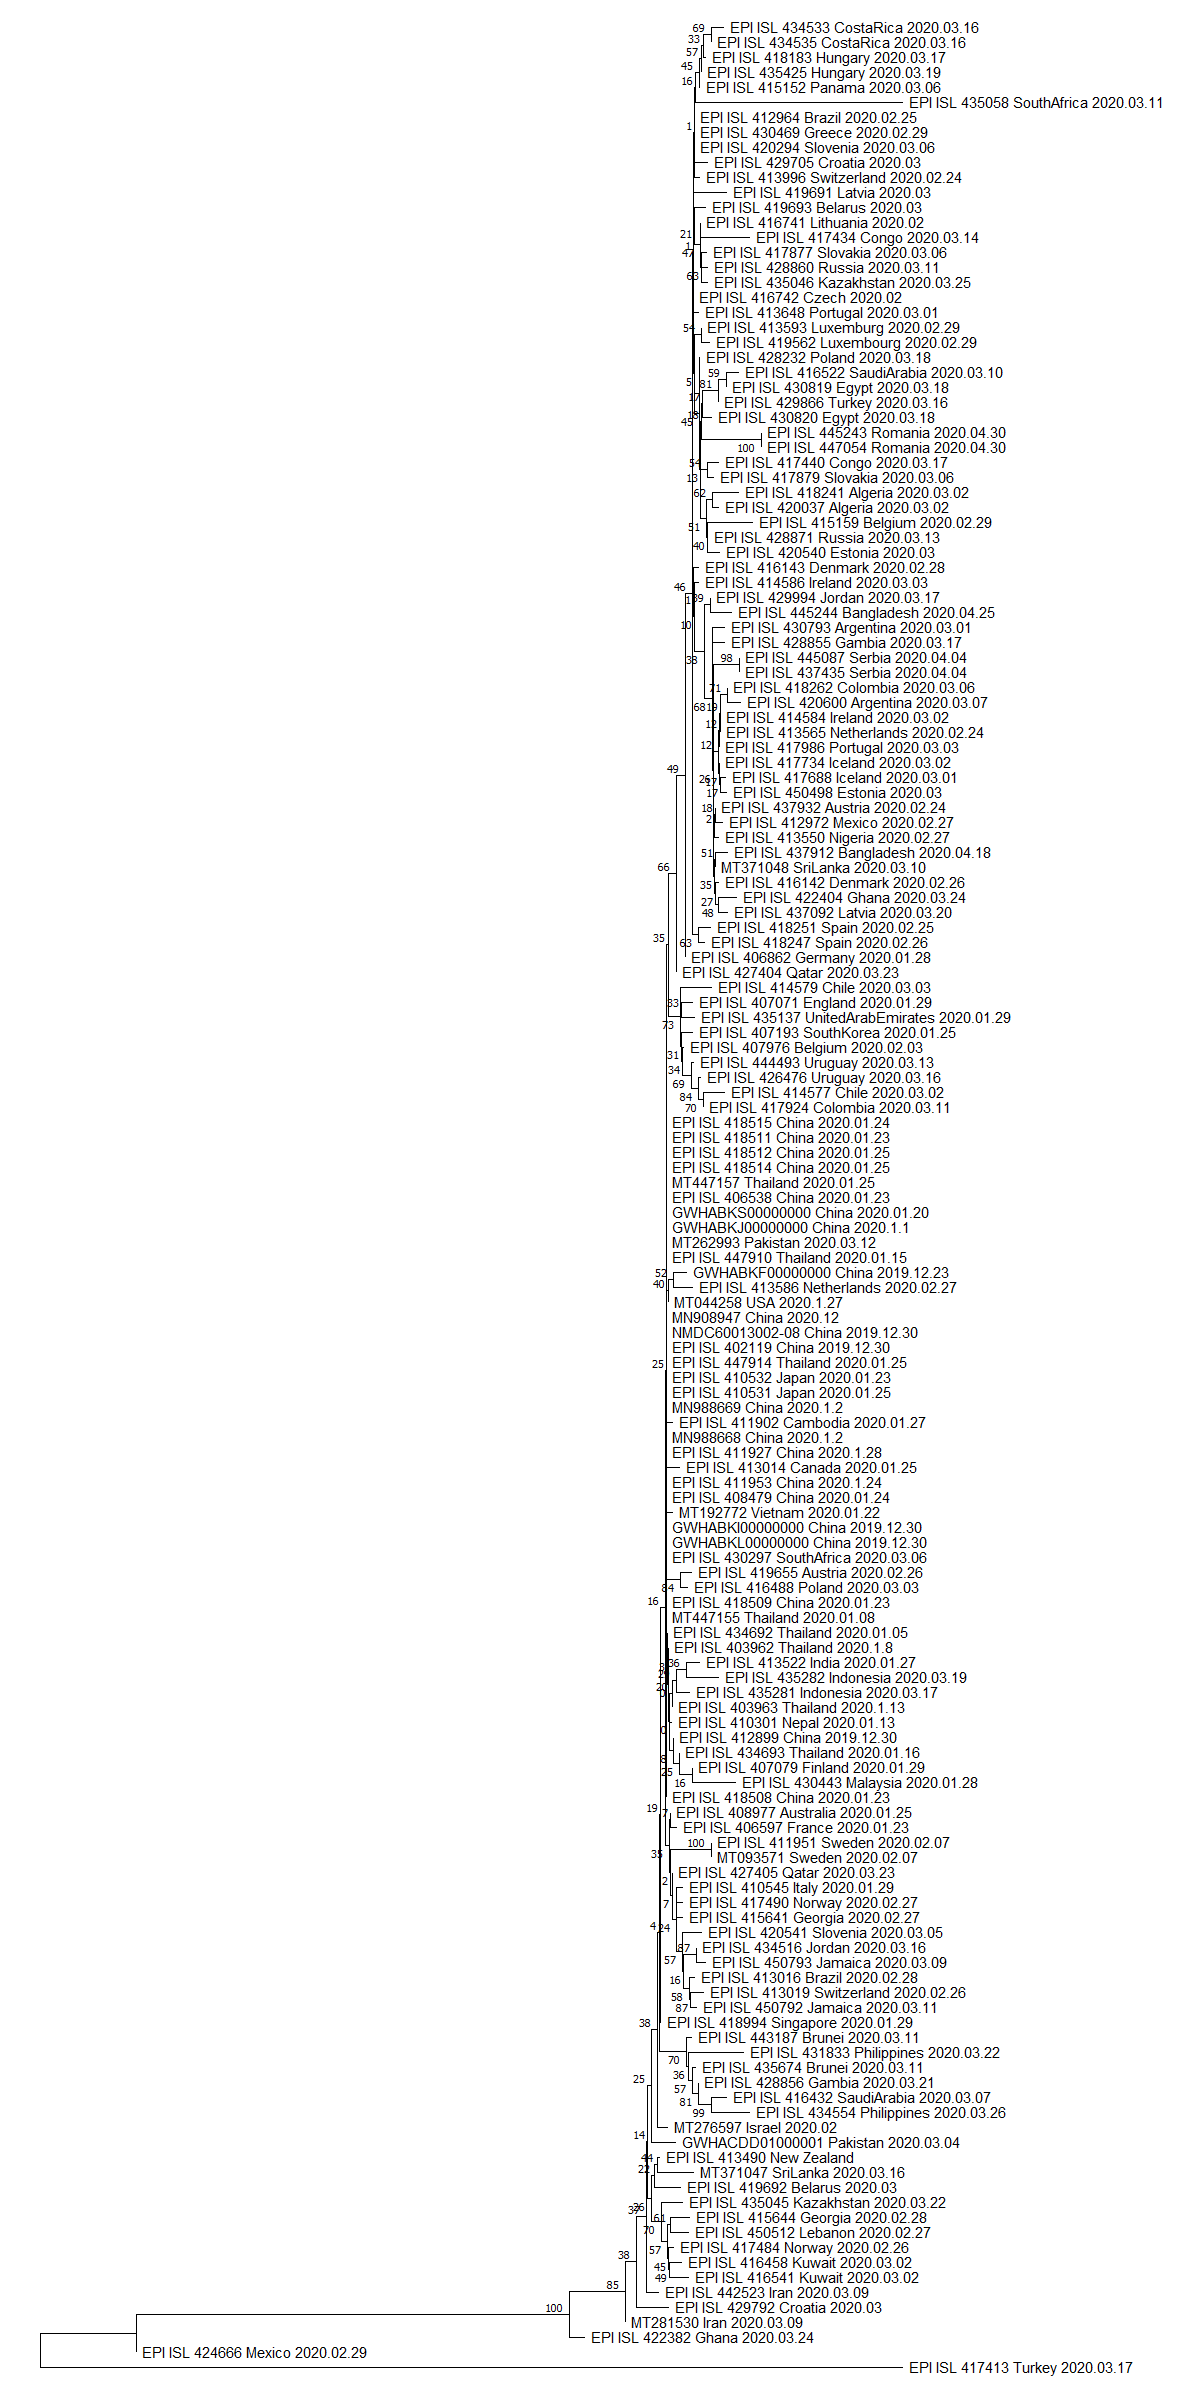 69
EPI ISL 434533 CostaRica 2020.03.16
33
EPI ISL 434535 CostaRica 2020.03.16
57
EPI ISL 418183 Hungary 2020.03.17
45
EPI ISL 435425 Hungary 2020.03.19
16
EPI ISL 415152 Panama 2020.03.06
EPI ISL 435058 SouthAfrica 2020.03.11
EPI ISL 412964 Brazil 2020.02.25
1
EPI ISL 430469 Greece 2020.02.29
EPI ISL 420294 Slovenia 2020.03.06
EPI ISL 429705 Croatia 2020.03
EPI ISL 413996 Switzerland 2020.02.24
EPI ISL 419691 Latvia 2020.03
EPI ISL 419693 Belarus 2020.03
EPI ISL 416741 Lithuania 2020.02
21
EPI ISL 417434 Congo 2020.03.14
1
47
EPI ISL 417877 Slovakia 2020.03.06
EPI ISL 428860 Russia 2020.03.11
63
EPI ISL 435046 Kazakhstan 2020.03.25
EPI ISL 416742 Czech 2020.02
EPI ISL 413648 Portugal 2020.03.01
54
EPI ISL 413593 Luxemburg 2020.02.29
EPI ISL 419562 Luxembourg 2020.02.29
EPI ISL 428232 Poland 2020.03.18
59
EPI ISL 416522 SaudiArabia 2020.03.10
5
81
EPI ISL 430819 Egypt 2020.03.18
17
EPI ISL 429866 Turkey 2020.03.16
18
EPI ISL 430820 Egypt 2020.03.18
45
EPI ISL 445243 Romania 2020.04.30
100
EPI ISL 447054 Romania 2020.04.30
54
EPI ISL 417440 Congo 2020.03.17
13
EPI ISL 417879 Slovakia 2020.03.06
62
EPI ISL 418241 Algeria 2020.03.02
EPI ISL 420037 Algeria 2020.03.02
51
EPI ISL 415159 Belgium 2020.02.29
EPI ISL 428871 Russia 2020.03.13
40
EPI ISL 420540 Estonia 2020.03
EPI ISL 416143 Denmark 2020.02.28
46
EPI ISL 414586 Ireland 2020.03.03
1
39
EPI ISL 429994 Jordan 2020.03.17
EPI ISL 445244 Bangladesh 2020.04.25
10
EPI ISL 430793 Argentina 2020.03.01
EPI ISL 428855 Gambia 2020.03.17
33
98
EPI ISL 445087 Serbia 2020.04.04
EPI ISL 437435 Serbia 2020.04.04
71
EPI ISL 418262 Colombia 2020.03.06
68
19
EPI ISL 420600 Argentina 2020.03.07
12
EPI ISL 414584 Ireland 2020.03.02
EPI ISL 413565 Netherlands 2020.02.24
12
EPI ISL 417986 Portugal 2020.03.03
49
EPI ISL 417734 Iceland 2020.03.02
26
17
EPI ISL 417688 Iceland 2020.03.01
17
EPI ISL 450498 Estonia 2020.03
18
EPI ISL 437932 Austria 2020.02.24
2
EPI ISL 412972 Mexico 2020.02.27
EPI ISL 413550 Nigeria 2020.02.27
51
EPI ISL 437912 Bangladesh 2020.04.18
66
MT371048 SriLanka 2020.03.10
35
EPI ISL 416142 Denmark 2020.02.26
27
EPI ISL 422404 Ghana 2020.03.24
48
EPI ISL 437092 Latvia 2020.03.20
EPI ISL 418251 Spain 2020.02.25
35
63
EPI ISL 418247 Spain 2020.02.26
EPI ISL 406862 Germany 2020.01.28
EPI ISL 427404 Qatar 2020.03.23
EPI ISL 414579 Chile 2020.03.03
33
EPI ISL 407071 England 2020.01.29
73
EPI ISL 435137 UnitedArabEmirates 2020.01.29
EPI ISL 407193 SouthKorea 2020.01.25
31
EPI ISL 407976 Belgium 2020.02.03
34
EPI ISL 444493 Uruguay 2020.03.13
69
EPI ISL 426476 Uruguay 2020.03.16
84
EPI ISL 414577 Chile 2020.03.02
70
EPI ISL 417924 Colombia 2020.03.11
EPI ISL 418515 China 2020.01.24
EPI ISL 418511 China 2020.01.23
EPI ISL 418512 China 2020.01.25
EPI ISL 418514 China 2020.01.25
MT447157 Thailand 2020.01.25
EPI ISL 406538 China 2020.01.23
GWHABKS00000000 China 2020.01.20
GWHABKJ00000000 China 2020.1.1
MT262993 Pakistan 2020.03.12
EPI ISL 447910 Thailand 2020.01.15
52
GWHABKF00000000 China 2019.12.23
40
EPI ISL 413586 Netherlands 2020.02.27
MT044258 USA 2020.1.27
MN908947 China 2020.12
NMDC60013002-08 China 2019.12.30
EPI ISL 402119 China 2019.12.30
25
EPI ISL 447914 Thailand 2020.01.25
EPI ISL 410532 Japan 2020.01.23
EPI ISL 410531 Japan 2020.01.25
MN988669 China 2020.1.2
EPI ISL 411902 Cambodia 2020.01.27
MN988668 China 2020.1.2
EPI ISL 411927 China 2020.1.28
EPI ISL 413014 Canada 2020.01.25
EPI ISL 411953 China 2020.1.24
EPI ISL 408479 China 2020.01.24
MT192772 Vietnam 2020.01.22
GWHABKI00000000 China 2019.12.30
GWHABKL00000000 China 2019.12.30
EPI ISL 430297 SouthAfrica 2020.03.06
EPI ISL 419655 Austria 2020.02.26
84
EPI ISL 416488 Poland 2020.03.03
16
EPI ISL 418509 China 2020.01.23
MT447155 Thailand 2020.01.08
EPI ISL 434692 Thailand 2020.01.05
EPI ISL 403962 Thailand 2020.1.8
36
EPI ISL 413522 India 2020.01.27
EPI ISL 435282 Indonesia 2020.03.19
20
EPI ISL 435281 Indonesia 2020.03.17
EPI ISL 403963 Thailand 2020.1.13
0
EPI ISL 410301 Nepal 2020.01.13
EPI ISL 412899 China 2019.12.30
8
EPI ISL 434693 Thailand 2020.01.16
25
EPI ISL 407079 Finland 2020.01.29
16
EPI ISL 430443 Malaysia 2020.01.28
EPI ISL 418508 China 2020.01.23
19
7
EPI ISL 408977 Australia 2020.01.25
EPI ISL 406597 France 2020.01.23
100
EPI ISL 411951 Sweden 2020.02.07
35
MT093571 Sweden 2020.02.07
EPI ISL 427405 Qatar 2020.03.23
2
EPI ISL 410545 Italy 2020.01.29
7
EPI ISL 417490 Norway 2020.02.27
EPI ISL 415641 Georgia 2020.02.27
4
24
EPI ISL 420541 Slovenia 2020.03.05
87
EPI ISL 434516 Jordan 2020.03.16
57
EPI ISL 450793 Jamaica 2020.03.09
16
EPI ISL 413016 Brazil 2020.02.28
58
EPI ISL 413019 Switzerland 2020.02.26
87
EPI ISL 450792 Jamaica 2020.03.11
38
EPI ISL 418994 Singapore 2020.01.29
EPI ISL 443187 Brunei 2020.03.11
70
EPI ISL 431833 Philippines 2020.03.22
36
EPI ISL 435674 Brunei 2020.03.11
25
57
EPI ISL 428856 Gambia 2020.03.21
81
EPI ISL 416432 SaudiArabia 2020.03.07
99
EPI ISL 434554 Philippines 2020.03.26
MT276597 Israel 2020.02
14
GWHACDD01000001 Pakistan 2020.03.04
44
EPI ISL 413490 New Zealand
22
MT371047 SriLanka 2020.03.16
EPI ISL 419692 Belarus 2020.03
EPI ISL 435045 Kazakhstan 2020.03.22
37
26
61
EPI ISL 415644 Georgia 2020.02.28
70
EPI ISL 450512 Lebanon 2020.02.27
57
EPI ISL 417484 Norway 2020.02.26
38
45
EPI ISL 416458 Kuwait 2020.03.02
49
EPI ISL 416541 Kuwait 2020.03.02
85
EPI ISL 442523 Iran 2020.03.09
EPI ISL 429792 Croatia 2020.03
100
MT281530 Iran 2020.03.09
EPI ISL 422382 Ghana 2020.03.24
EPI ISL 424666 Mexico 2020.02.29
EPI ISL 417413 Turkey 2020.03.17